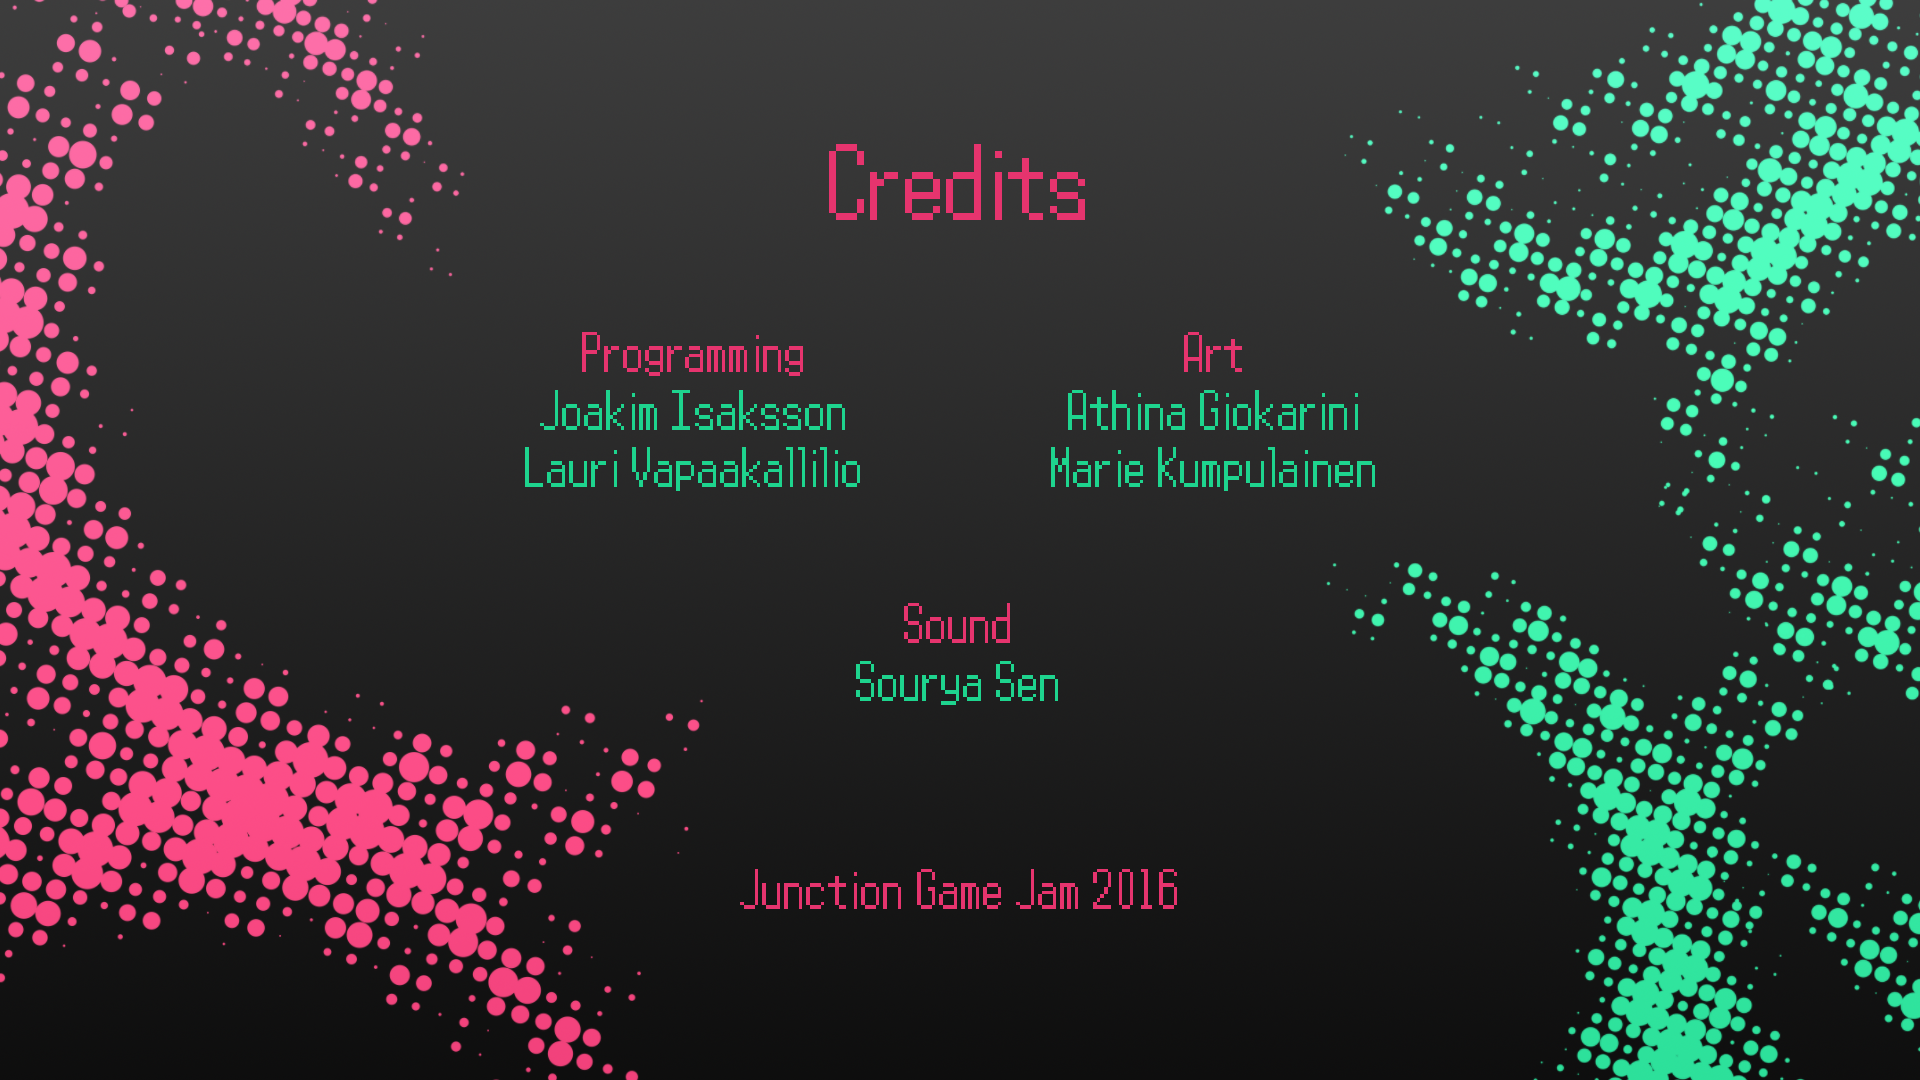 Credits
Programming
Joakim Isaksson
Lauri Vapaakallilio
Art
Athina Giokarini
Marie Kumpulainen
Sound
Sourya Sen
Junction Game Jam 2016